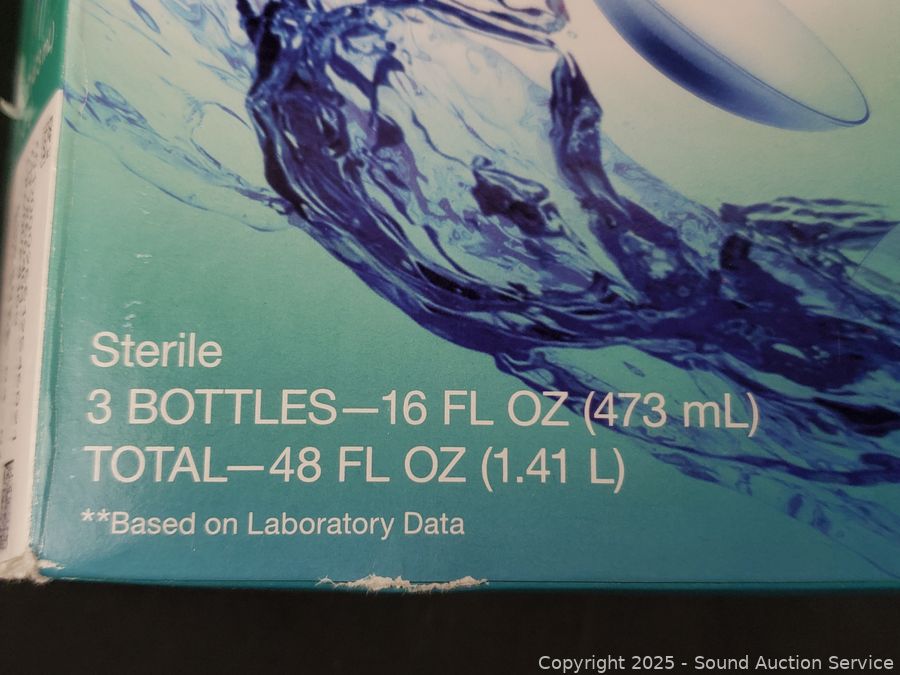 Sterile
3 BOTTLES—16 FL OZ (473 mL)
TOTAL—48 FL OZ (1.41 L)
**Based on Laboratory Data
Copyright 2025 - Sound Auction Service